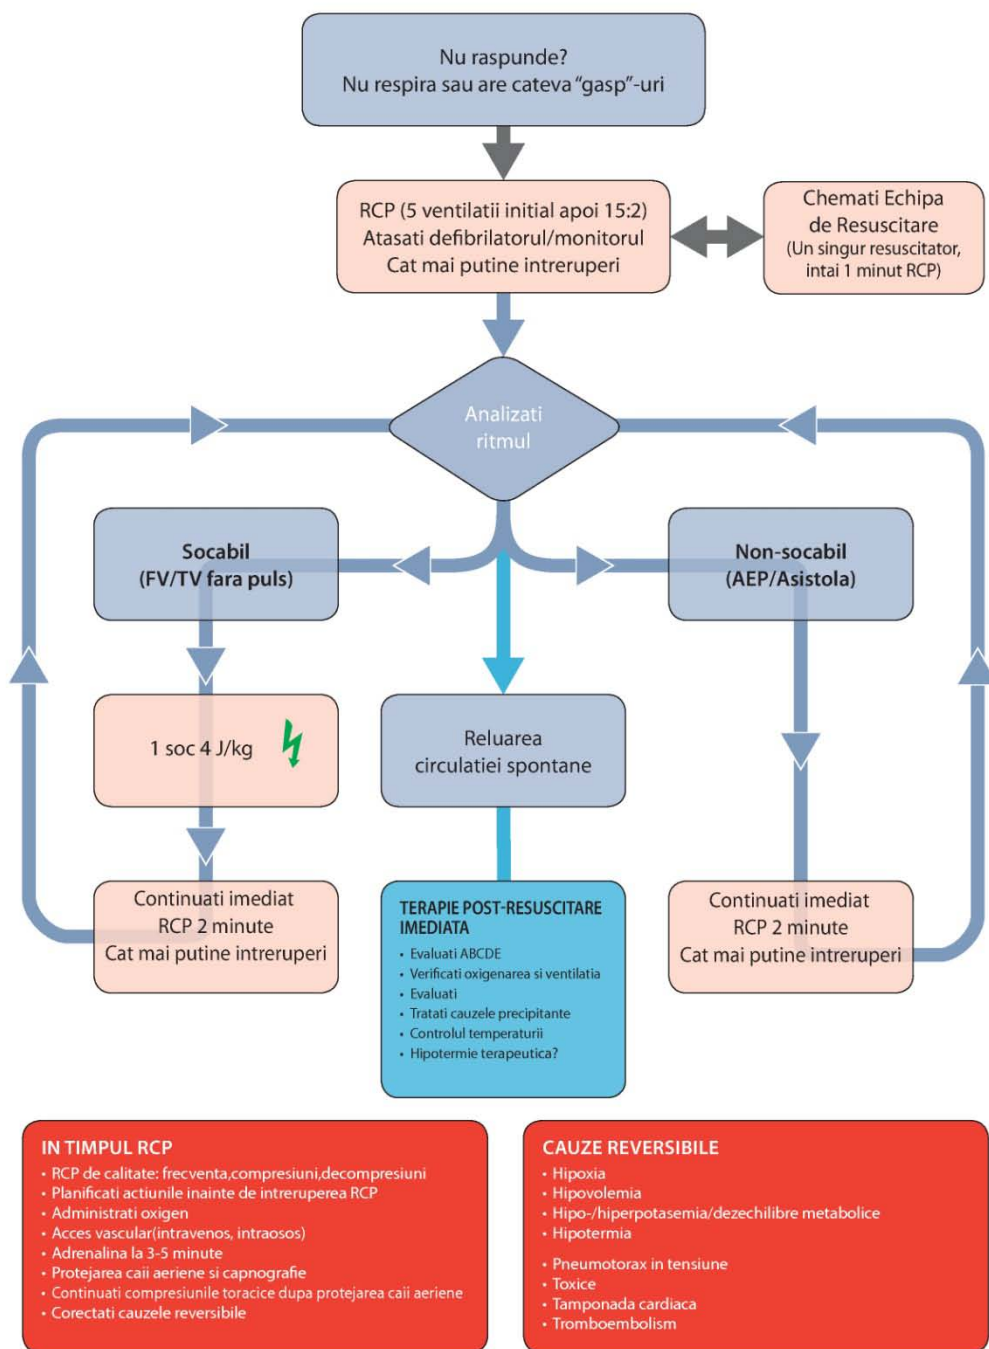 Nu raspunde?
Nu respira sau are cateva “gasp”-uri
RCP (5 ventilatii initial apoi 15:2)
Atasati defibrilatorul/monitorul
Cat mai putine intreruperi
Chemati Echipa
de Resuscitare
(Un singur resuscitator,
intai 1 minut RCP)
Analizati
ritmul
Socabil
(FV/TV fara puls)
Non-socabil
(AEP/Asistola)
1 soc 4 J/kg
Reluarea
circulatiei spontane
Continuati imediat
RCP 2 minute
Cat mai putine intreruperi
TERAPIE POST-RESUSCITARE
IMEDIATA
• Evaluati ABCDE
• Verificati oxigenarea si ventilatia
• Evaluati
• Tratati cauzele precipitante
• Controlul temperaturii
• Hipotermie terapeutica?
Continuati imediat
RCP 2 minute
Cat mai putine intreruperi
IN TIMPUL RCP
• RCP de calitate: frecventa,compresiuni,decompresiuni
• Planificati actiunile inainte de intreruperea RCP
• Administrati oxigen
• Acces vascular(intravenos, intraosos)
• Adrenalina la 3-5 minute
• Protejarea caii aeriene si capnografie
• Continuati compresiunile toracice dupa protejarea caii aeriene
• Corectati cauzele reversibile
CAUZE REVERSIBILE
• Hipoxia
• Hipovolemia
• Hipo-/hiperpotasemia/dezechilibre metabolice
• Hipotermia
• Pneumotorax in tensiune
• Toxice
• Tamponada cardiaca
• Tromboembolism